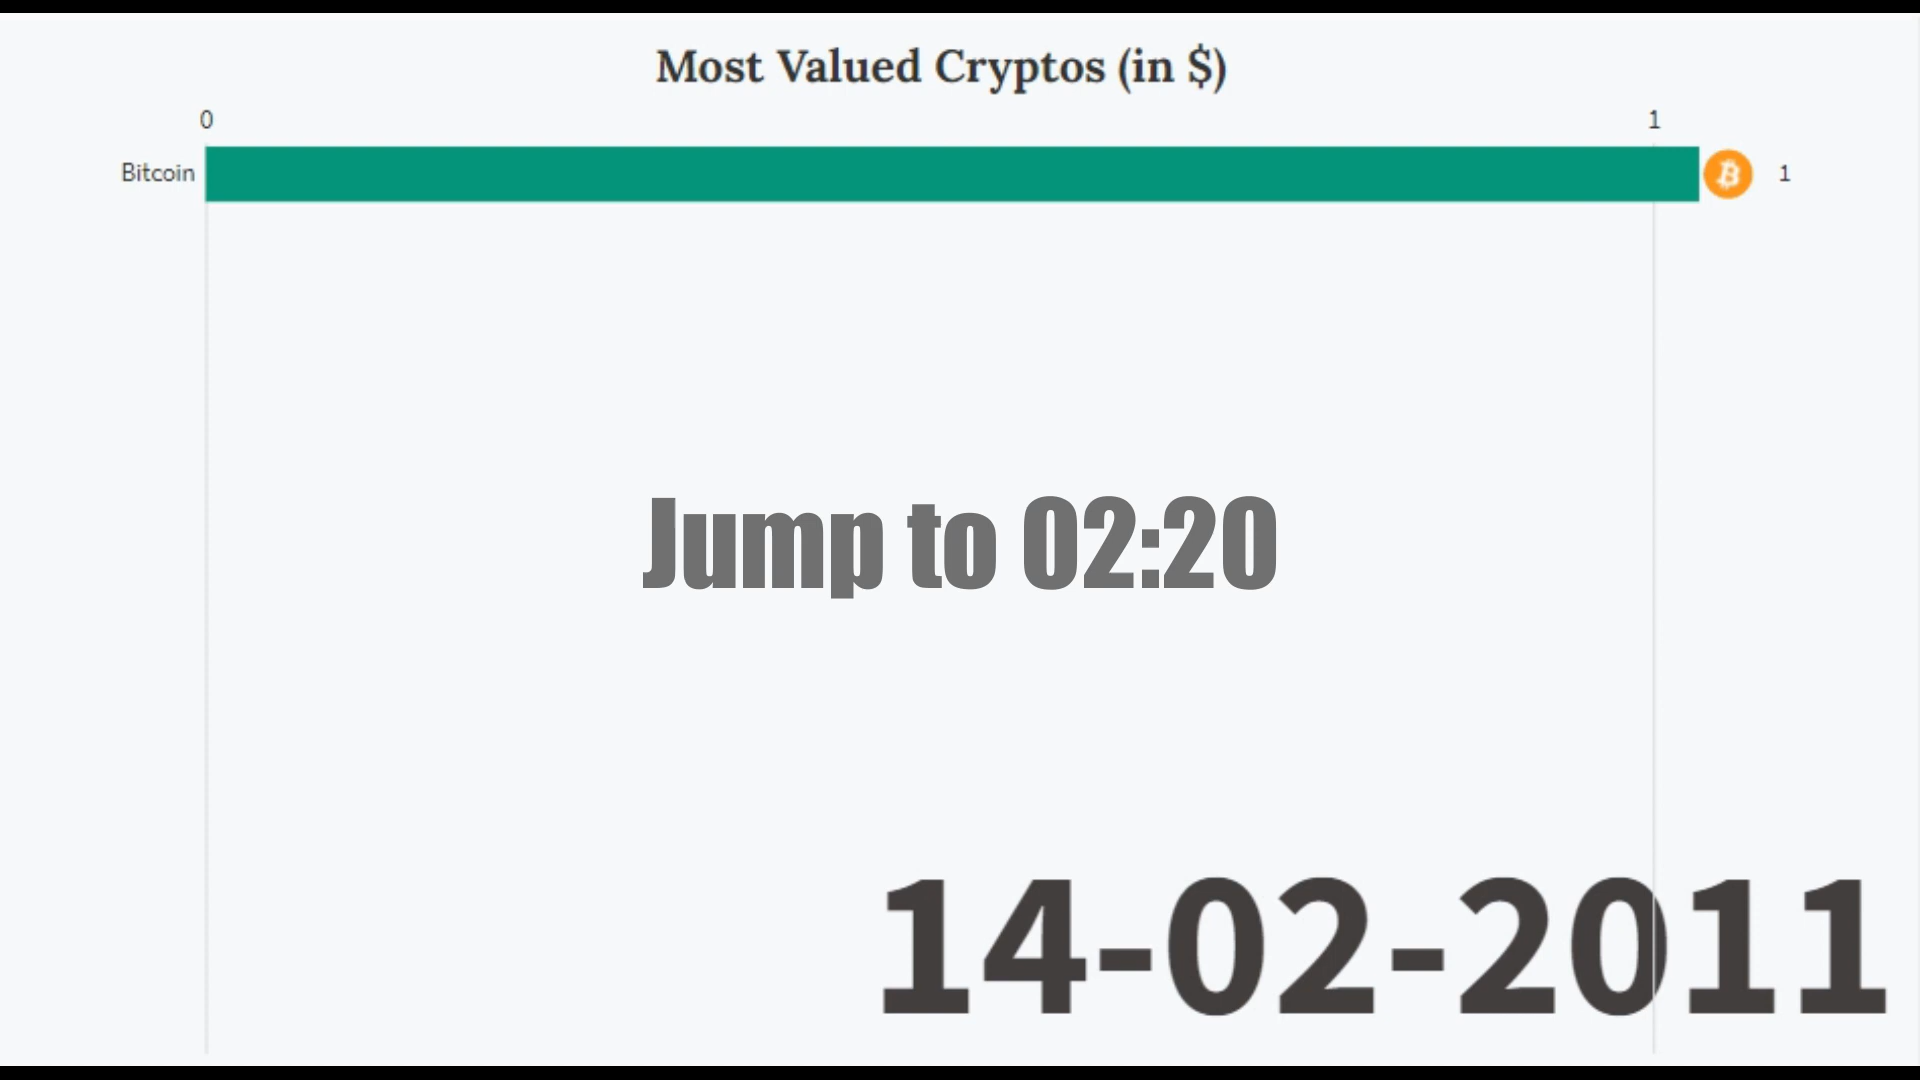 Most Valued Cryptos (in $)
0 1
Bitcoin 1
Jump to 02:20
14-02-2011